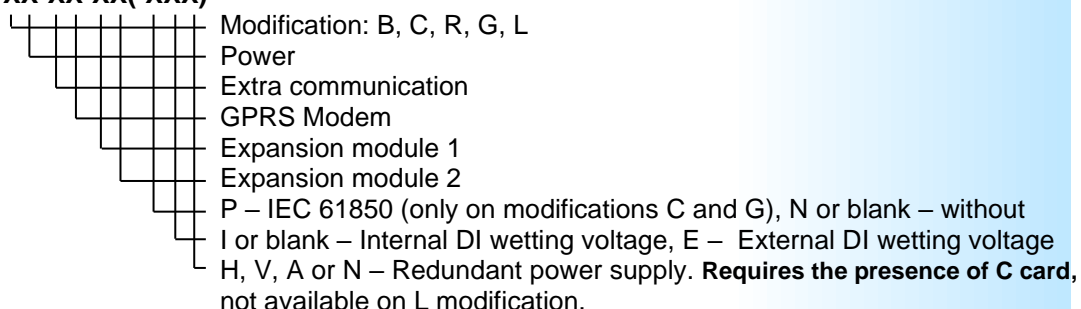 Modification: B, C, R, G, L
Power
Extra communication
GPRS Modem
Expansion module 1
Expansion module 2
P – IEC 61850 (only on modifications C and G), N or blank – without
I or blank – Internal DI wetting voltage, E – External DI wetting voltage
H, V, A or N – Redundant power supply. Requires the presence of C card,
not available on L modification.